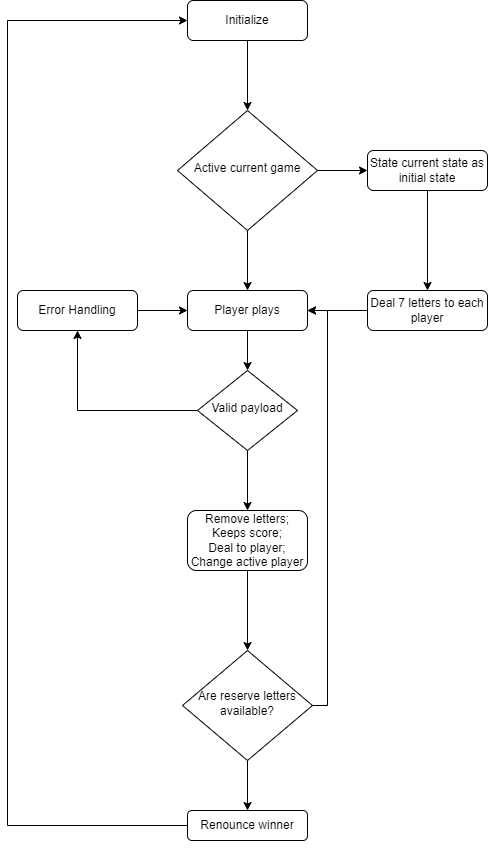 Initialize
Active current game
State current state as
initial state
Error Handling
Player plays
Deal 7 letters to each
player
Valid payload
Remove letters;
Keeps score;
Deal to player;
Change active player
Are reserve letters
available?
Renounce winner